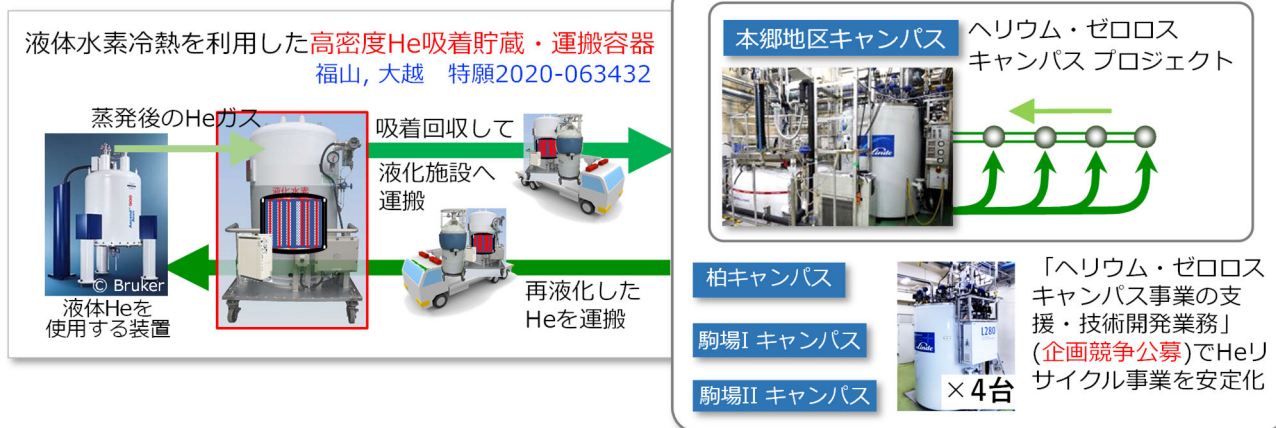 液体水素冷熱を利用した高密度He吸着貯蔵・運搬容器
福山, 大越　特願2020-063432
蒸発後のHeガス
液化水素
© Bruker
液体Heを
使用する装置
吸着回収して
液化施設へ
運搬
再液化した
Heを運搬
本郷地区キャンパス
ヘリウム・ゼロロス
キャンパス プロジェクト
Linde
柏キャンパス
駒場I キャンパス
駒場II キャンパス
L280
Linde
×4台
「ヘリウム・ゼロロス
キャンパス事業の支
援・技術開発業務」
(企画競争公募)でHeリ
サイクル事業を安定化